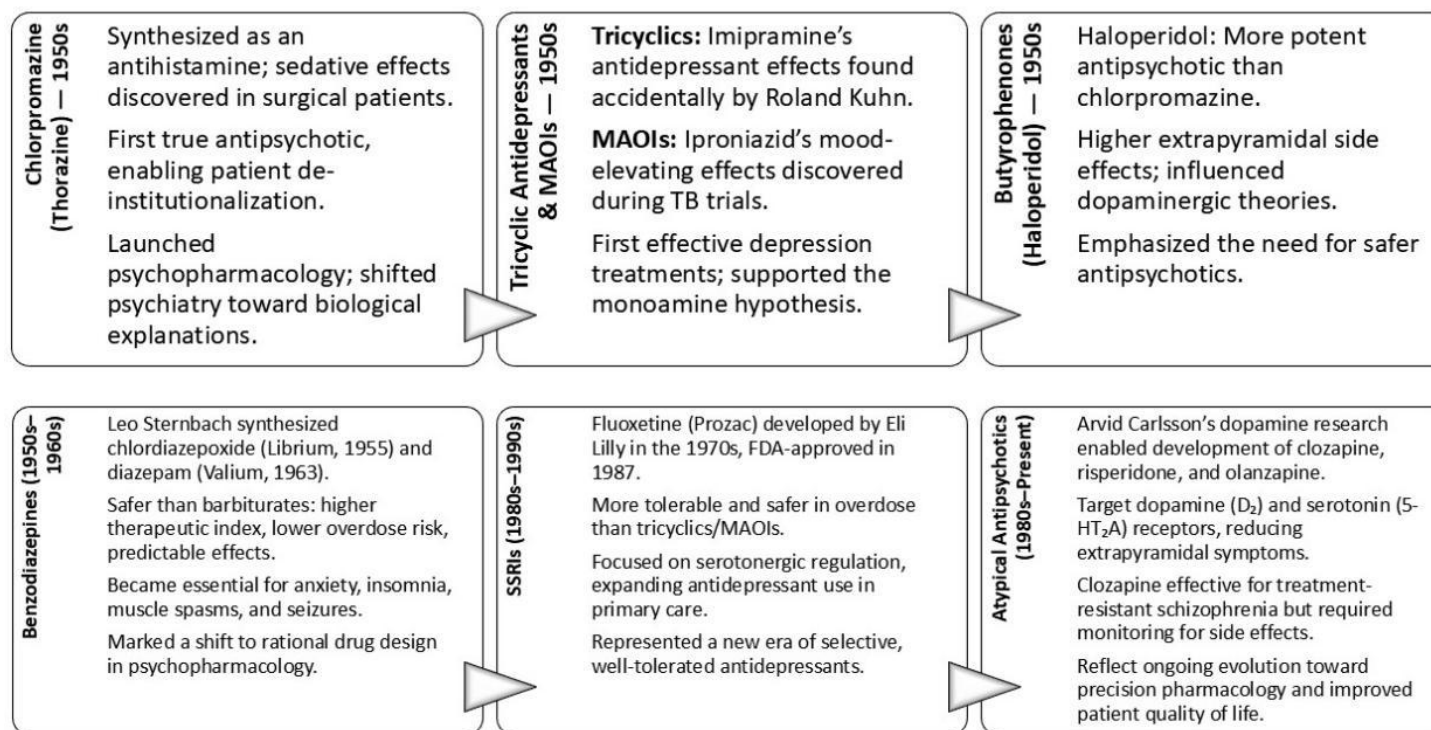 Chlorpromazine
(Thorazine) — 1950s
Synthesized as an
antihistamine; sedative effects
discovered in surgical patients.
First true antipsychotic,
enabling patient de-
institutionalization.
Launched
psychopharmacology; shifted
psychiatry toward biological
explanations.
Tricyclic Antidepressants
& MAOIs — 1950s
Tricyclics: Imipramine’s
antidepressant effects found
accidentally by Roland Kuhn.
MAOIs: Iproniazid’s mood-
elevating effects discovered
during TB trials.
First effective depression
treatments; supported the
monoamine hypothesis.
Butyrophenones
(Haloperidol) — 1950s
Haloperidol: More potent
antipsychotic than
chlorpromazine.
Higher extrapyramidal side
effects; influenced
dopaminergic theories.
Emphasized the need for safer
antipsychotics.
Benzodiazepines (1950s–
1960s)
Leo Sternbach synthesized
chlordiazepoxide (Librium, 1955) and
diazepam (Valium, 1963).
Safer than barbiturates: higher
therapeutic index, lower overdose risk,
predictable effects.
Became essential for anxiety, insomnia,
muscle spasms, and seizures.
Marked a shift to rational drug design
in psychopharmacology.
SSRIs (1980s–1990s)
Fluoxetine (Prozac) developed by Eli
Lilly in the 1970s, FDA-approved in
1987.
More tolerable and safer in overdose
than tricyclics/MAOIs.
Focused on serotonergic regulation,
expanding antidepressant use in
primary care.
Represented a new era of selective,
well-tolerated antidepressants.
Atypical Antipsychotics
(1980s–Present)
Arvid Carlsson’s dopamine research
enabled development of clozapine,
risperidone, and olanzapine.
Target dopamine (D₂) and serotonin (5-
HT₂A) receptors, reducing
extrapyramidal symptoms.
Clozapine effective for treatment-
resistant schizophrenia but required
monitoring for side effects.
Reflect ongoing evolution toward
precision pharmacology and improved
patient quality of life.